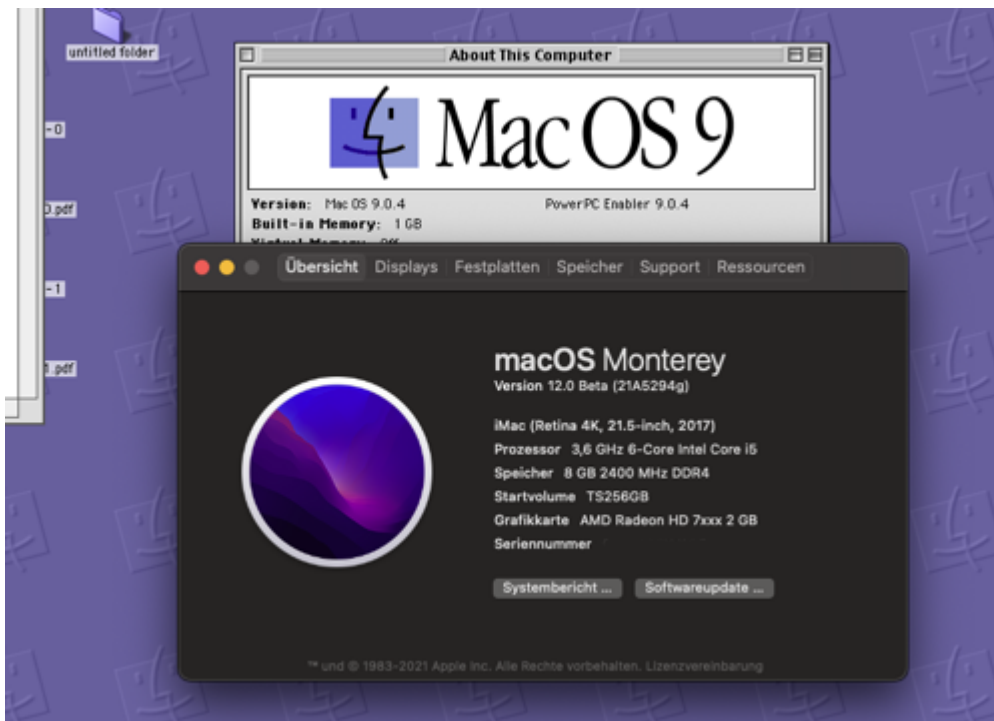 untitled folder
About This Computer
Mac OS 9
-0
Version: Mac OS 9.0.4 PowerPC Enabler 9.0.4
.pdf
Built-in Memory: 1 GB
Virtual Memory: Off
Übersicht Displays Festplatten Speicher Support Ressourcen
-1
1.pdf
macOS Monterey
Version 12.0 Beta (21A5294g)
iMac (Retina 4K, 21.5-inch, 2017)
Prozessor 3,6 GHz 6-Core Intel Core i5
Speicher 8 GB 2400 MHz DDR4
Startvolume TS256GB
Grafikkarte AMD Radeon HD 7xxx 2 GB
Seriennummer
Systembericht ... Softwareupdate ...
™ und © 1983-2021 Apple Inc. Alle Rechte vorbehalten. Lizenzvereinbarung